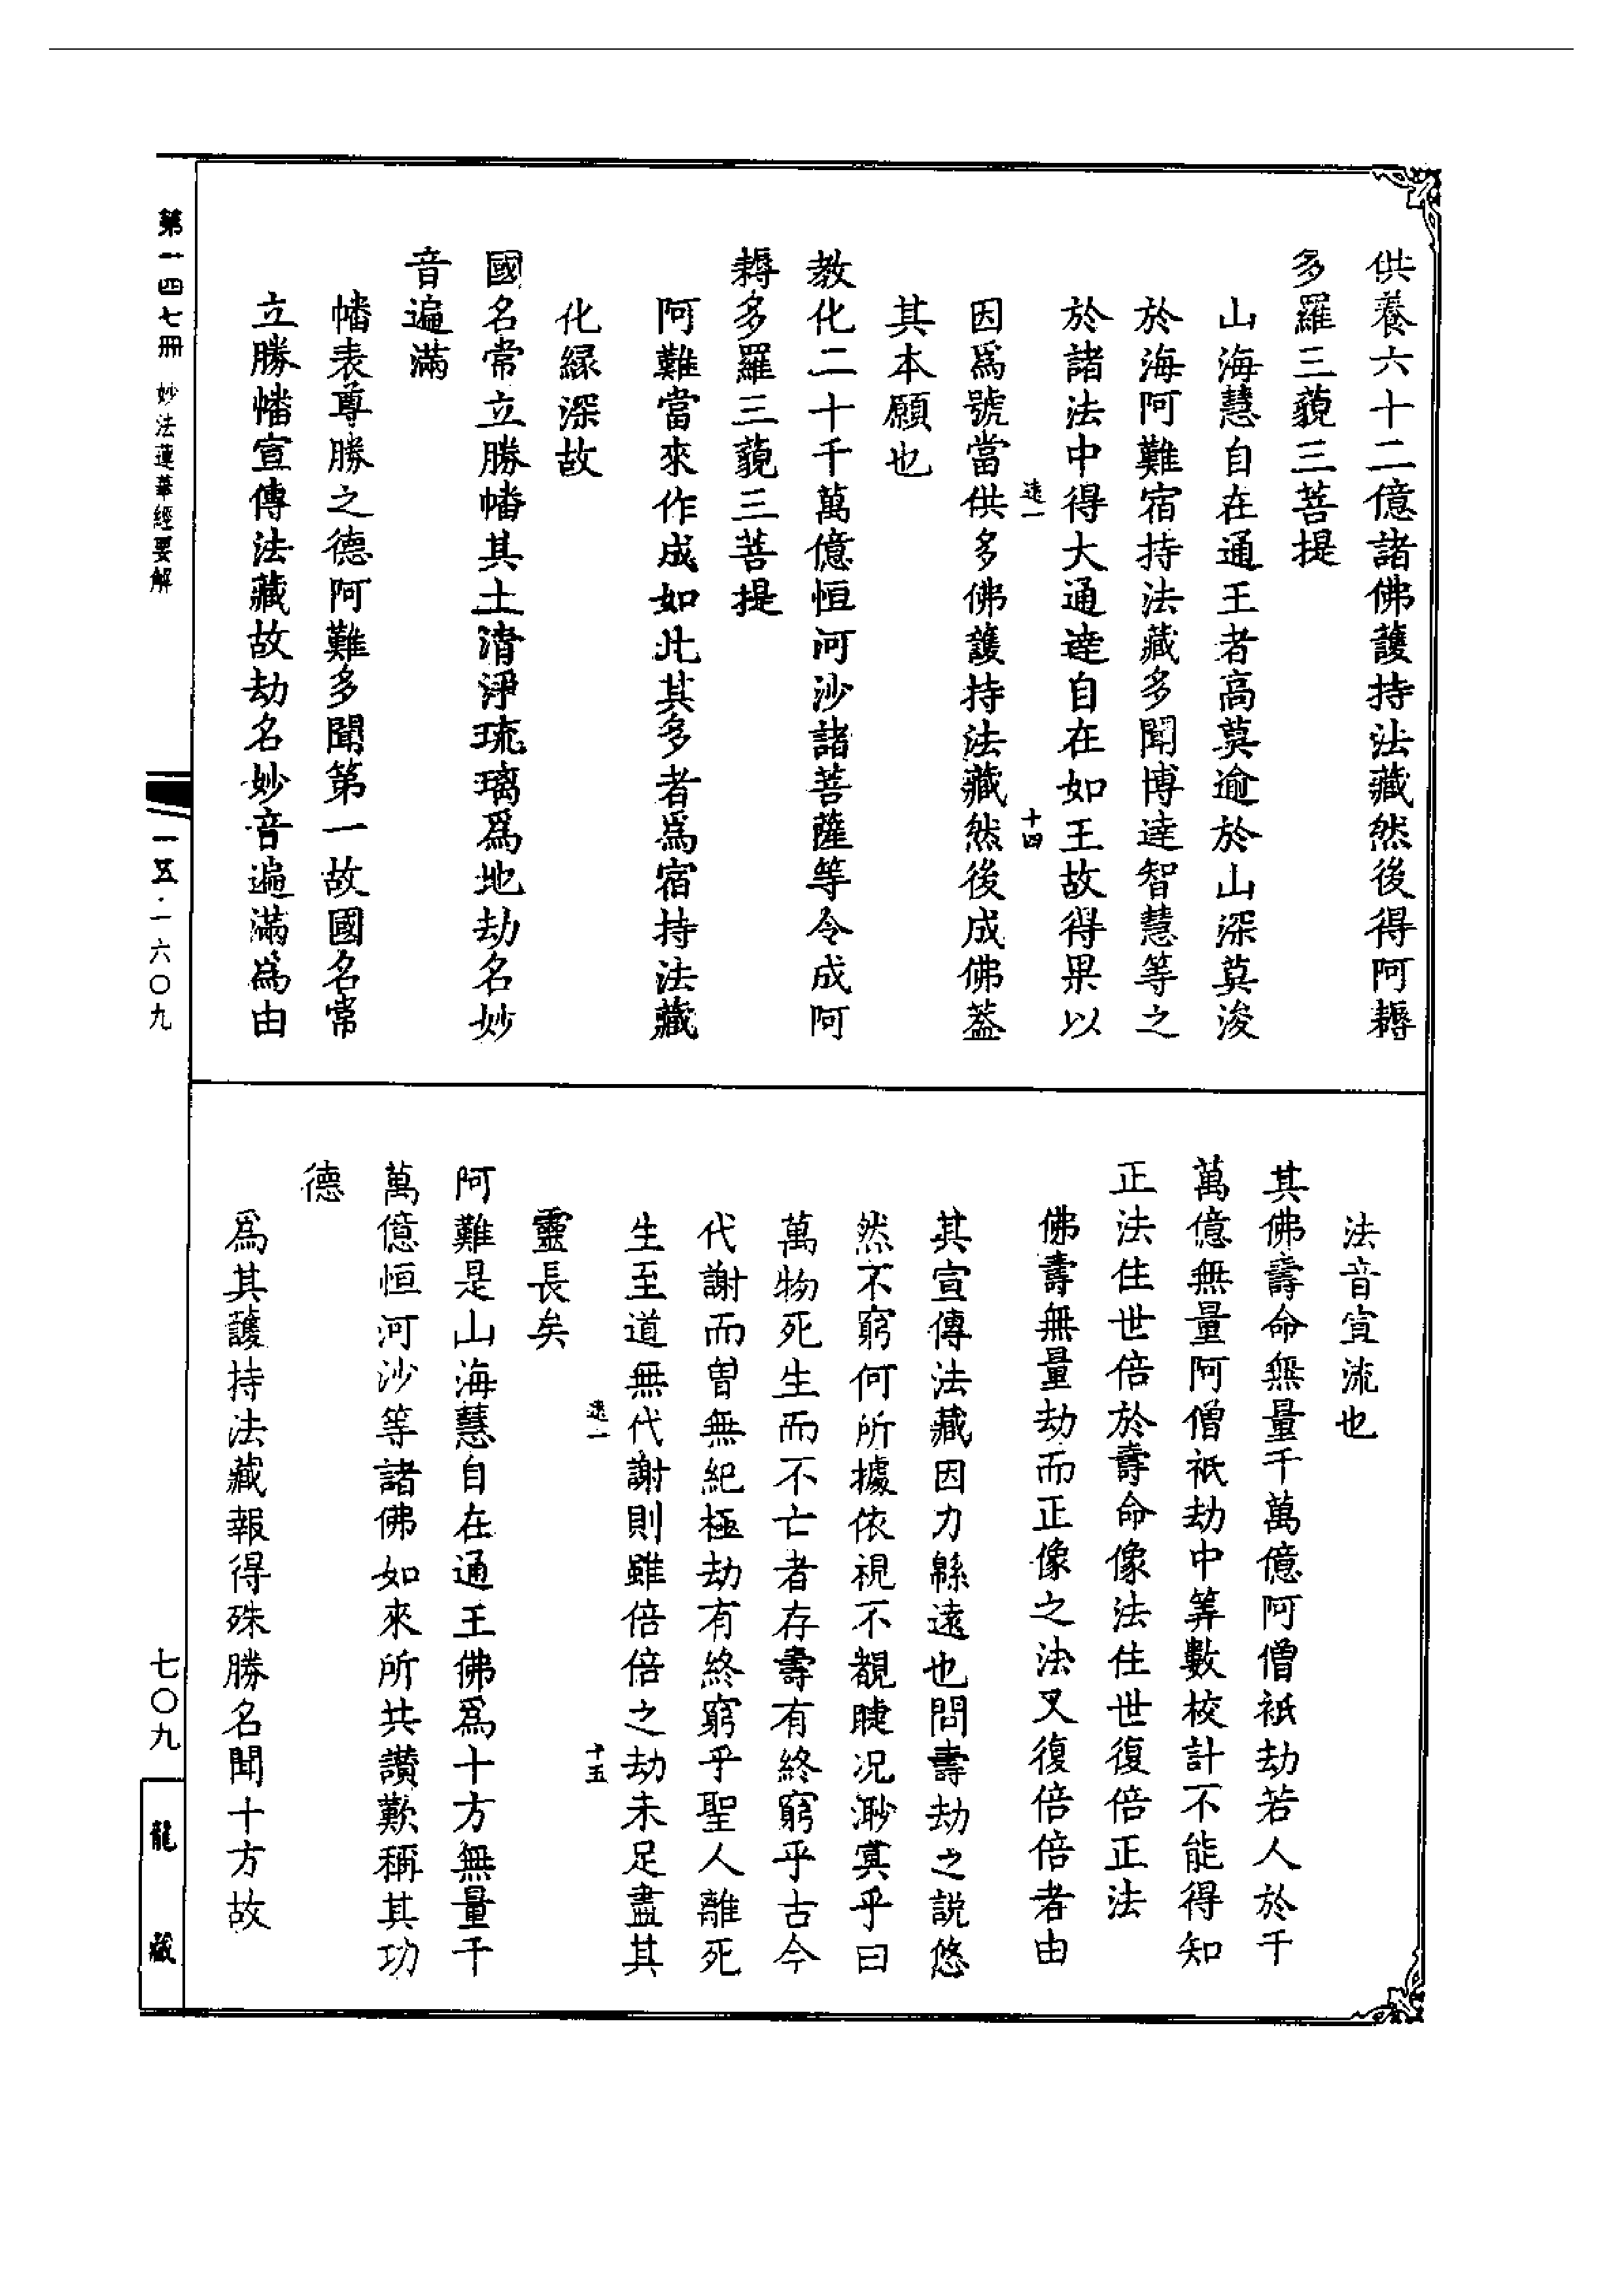 供養六十二億諸佛護持法藏然後得阿耨
多羅三藐三菩提
山海慧自在通王者高莫逾於山深莫浚
於海阿難宿持法藏多聞博達智慧等之
於諸法中得大通達自在如王故得果以
遠一
十四
因爲號當供多佛護持法藏然後成佛葢
其本願也
教化二十千萬億恒河沙諸菩薩等令成阿
耨多羅三藐三菩提
阿難當來作成如此其多者爲宿持法藏
化緣深故
國名常立勝幡其土清淨琉璃爲地劫名妙
音遍滿
幡表尊勝之德阿難多聞第一故國名常
立勝幡宣傳法藏故劫名妙音遍滿爲由
法音宣流也
其佛壽命無量千萬億阿僧祇劫若人於千
萬億無量阿僧祇劫中筭數校計不能得知
正法住世倍於壽命像法住世復倍正法
佛壽無量劫而正像之法又復倍倍者由
其宣傳法藏因力緜遠也問壽劫之説悠
然不窮何所據依視不覩睫况渺冥乎曰
萬物死生而不亡者存壽有終窮乎古今
代謝而曽無紀極劫有終窮乎聖人離死
生至道無代謝則雖倍倍之劫未足盡其
遠一
十五
靈長矣
阿難是山海慧自在通王佛爲十方無量千
萬億恒河沙等諸佛如來所共讚歎稱其功
德
爲其護持法藏報得殊勝名聞十方故
第一四七冊 妙法蓮華經要解
一五·一六〇九
七〇九
龍藏